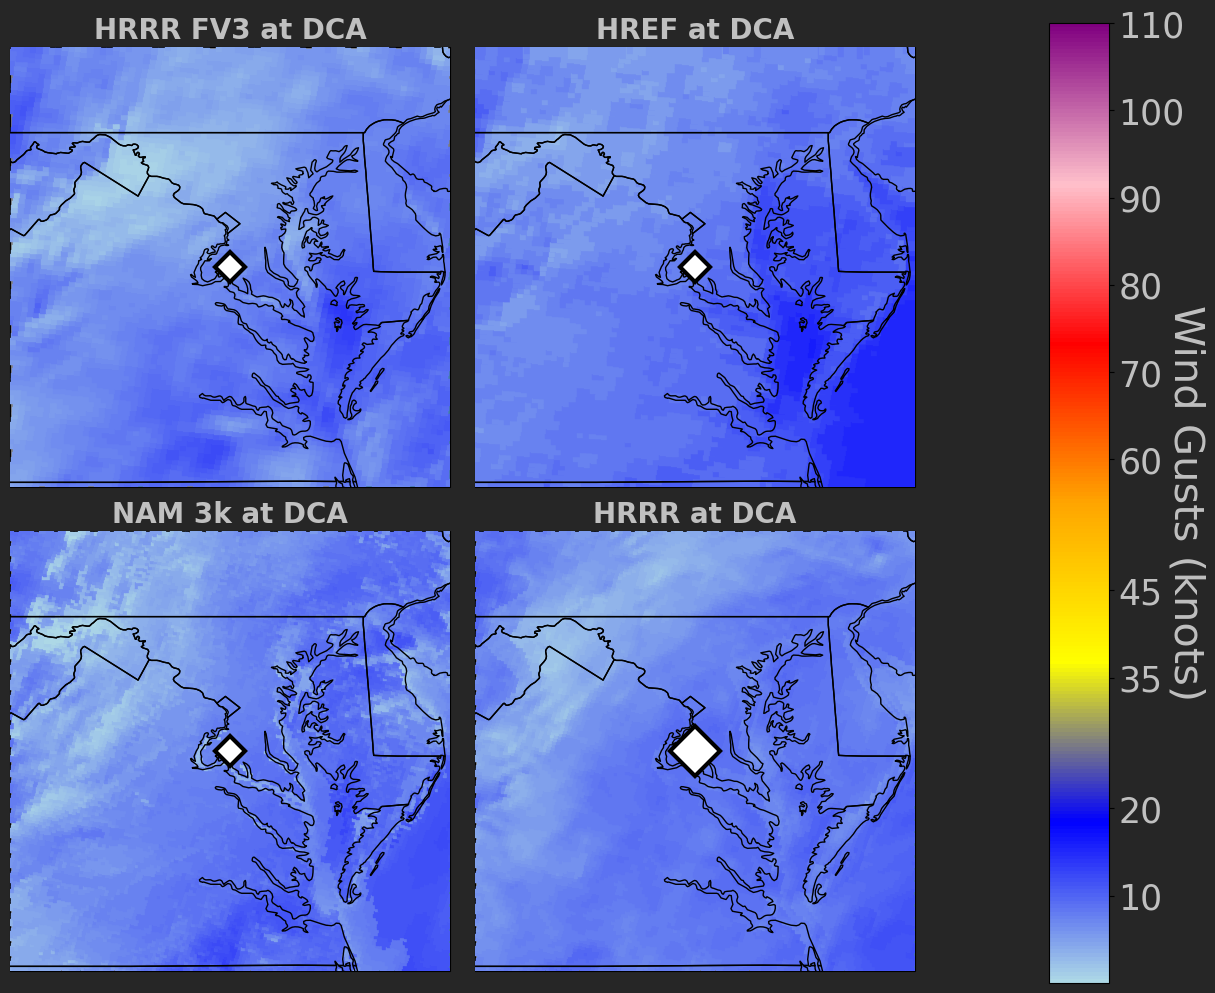 HRRR FV3 at DCA
HREF at DCA
NAM 3k at DCA
HRRR at DCA
110
100
90
80
70
60
45
35
20
10
Wind Gusts (knots)